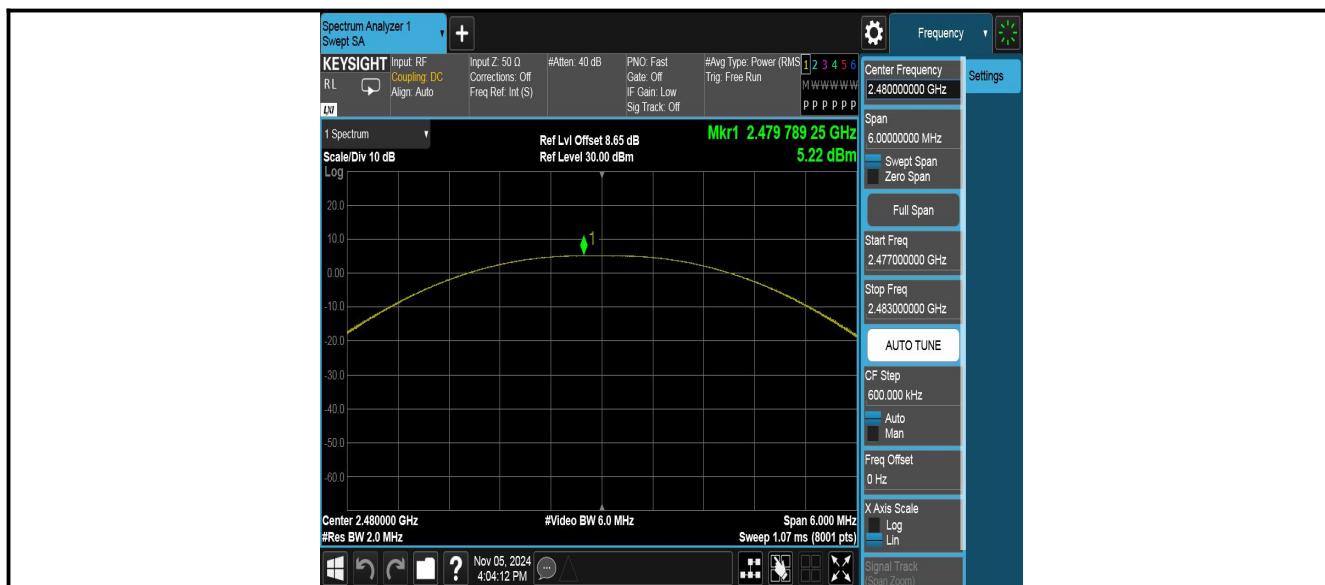 Spectrum Analyzer 1
Swept SA
+
Frequency
KEYSIGHT
RL
LXI
Input: RF
Coupling: DC
Align: Auto
Input Z: 50 Ω
Corrections: Off
Freq Ref: Int (S)
#Atten: 40 dB
PNO: Fast
Gate: Off
IF Gain: Low
Sig Track: Off
#Avg Type: Power (RMS
Trig: Free Run
1 2 3 4 5 6
M W W W W W
P P P P P P
1 Spectrum
Scale/Div 10 dB
Ref Lvl Offset 8.65 dB
Ref Level 30.00 dBm
Mkr1 2.479 789 25 GHz
5.22 dBm
Log
20.0
10.0
0.00
-10.0
-20.0
-30.0
-40.0
-50.0
-60.0
1
Center 2.480000 GHz
#Res BW 2.0 MHz
#Video BW 6.0 MHz
Span 6.000 MHz
Sweep 1.07 ms (8001 pts)
?
Nov 05, 2024
4:04:12 PM
Center Frequency
2.480000000 GHz
Settings
Span
6.00000000 MHz
Swept Span
Zero Span
Full Span
Start Freq
2.477000000 GHz
Stop Freq
2.483000000 GHz
AUTO TUNE
CF Step
600.000 kHz
Auto
Man
Freq Offset
0 Hz
X Axis Scale
Log
Lin
Signal Track
(Span Zoom)